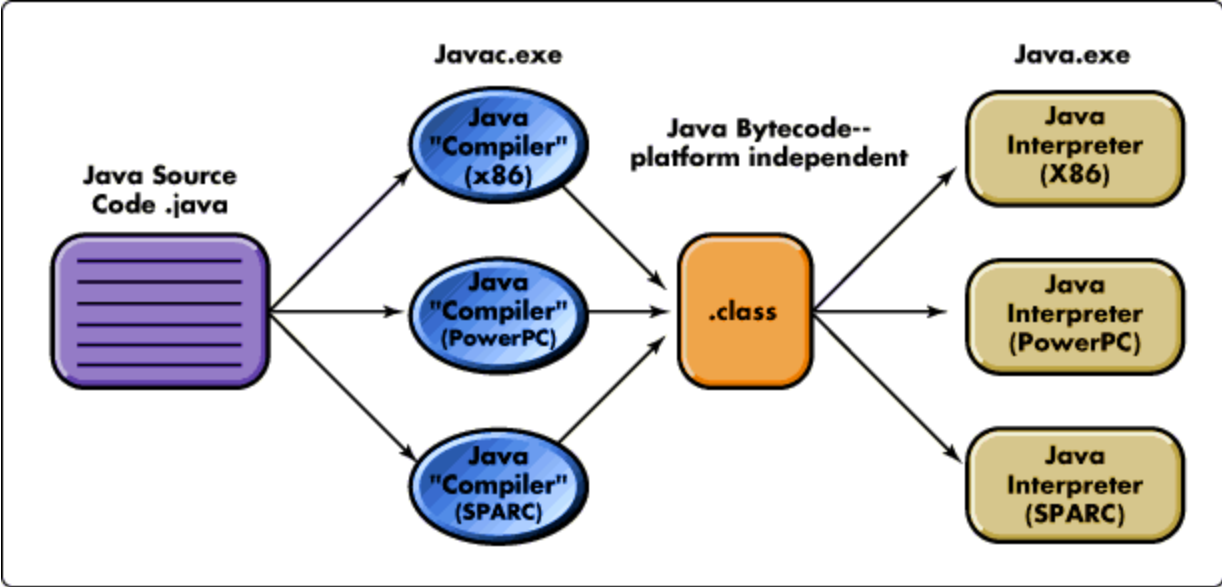 Java Source
Code .java
Javac.exe
Java
"Compiler"
(x86)
Java
"Compiler"
(PowerPC)
Java
"Compiler"
(SPARC)
Java Bytecode--
platform independent
.class
Java.exe
Java
Interpreter
(X86)
Java
Interpreter
(PowerPC)
Java
Interpreter
(SPARC)